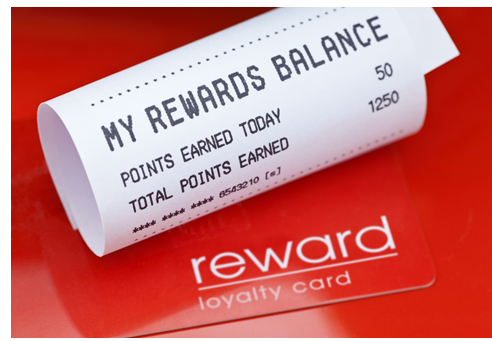 MY REWARDS BALANCE
POINTS EARNED TODAY 50
TOTAL POINTS EARNED 1250
**** **** **** 6543210 [s]
reward
loyalty card